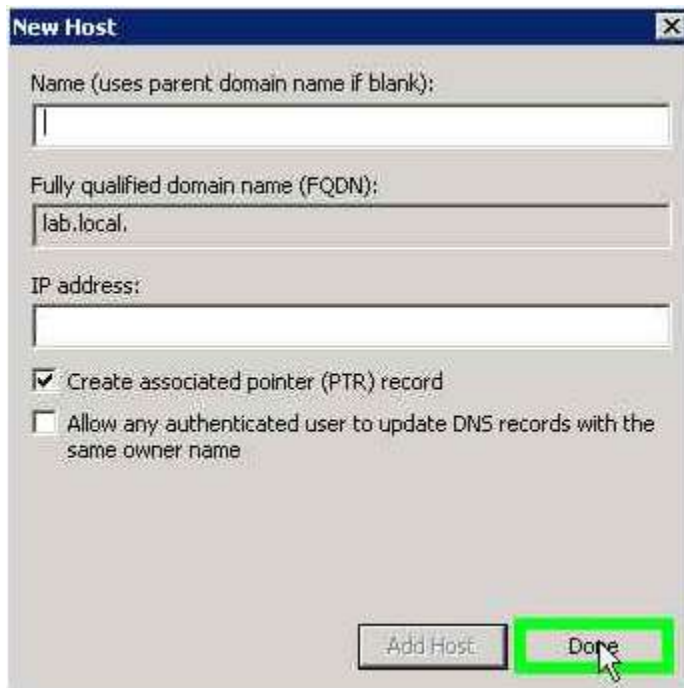 New Host
Name (uses parent domain name if blank):
Fully qualified domain name (FQDN):
lab.local.
IP address:
Create associated pointer (PTR) record
Allow any authenticated user to update DNS records with the
same owner name
Add Host
Done